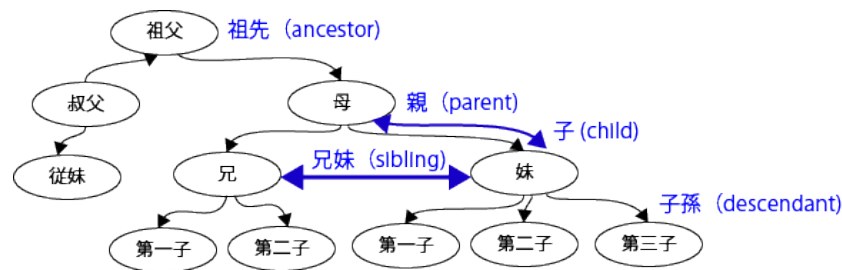 祖父
祖先（ancestor)
叔父
母
親（parent)
子 (child)
従妹
兄
兄妹（sibling)
妹
子孫（descendant)
第一子
第二子
第一子
第二子
第三子